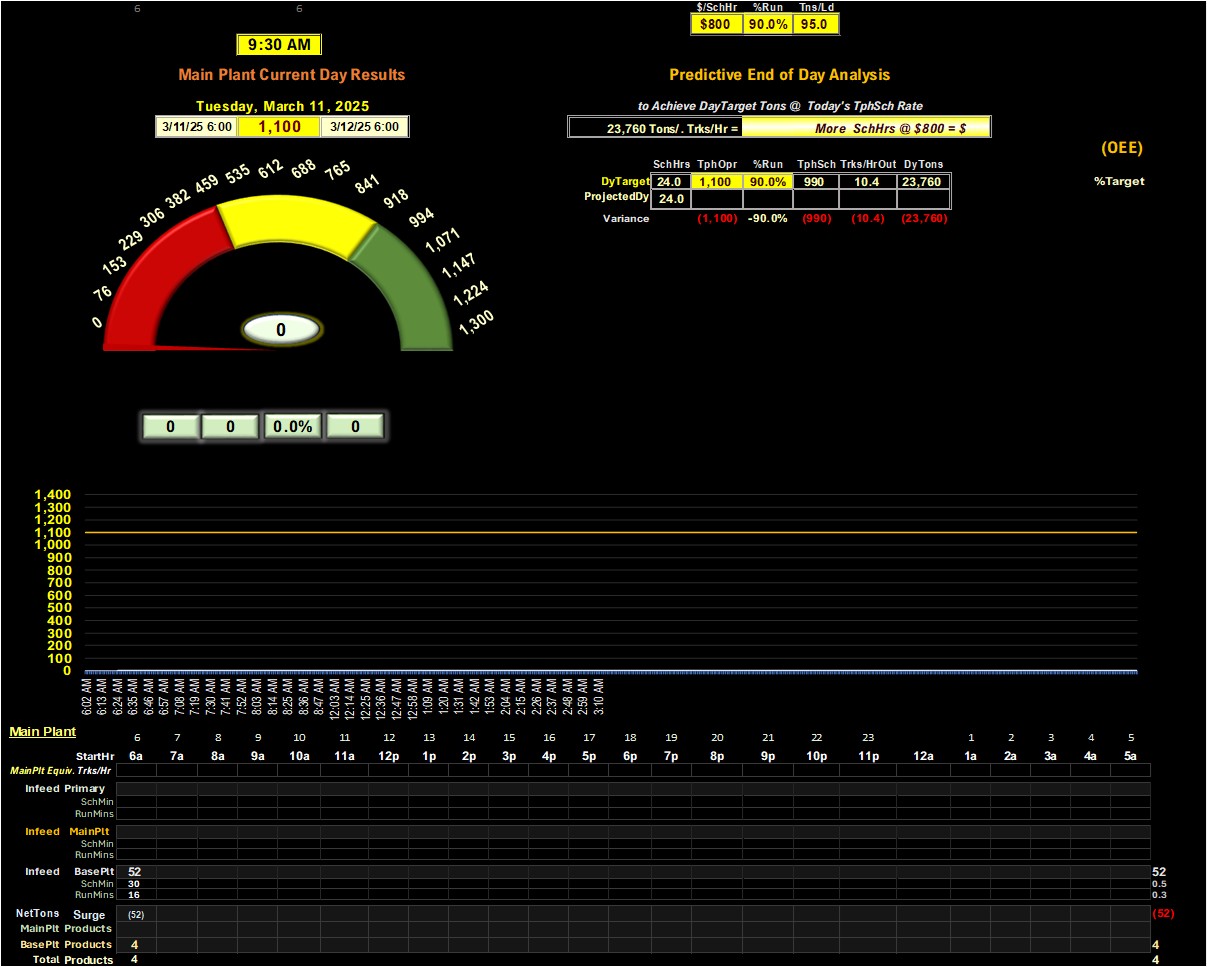 6 6 $/SchHr %Run Tns/Ld
$800 90.0% 95.0
9:30 AM
Main Plant Current Day Results
Predictive End of Day Analysis
Tuesday, March 11, 2025
to Achieve DayTarget Tons @ Today's TphSch Rate
3/11/25 6:00 1,100 3/12/25 6:00
23,760 Tons/. Trks/Hr = More SchHrs @ $800 = $
(OEE)
SchHrs TphOpr %Run TphSch Trks/HrOut DyTons
DyTarget 24.0 1,100 90.0% 990 10.4 23,760
%Target
ProjectedDy 24.0
Variance (1,100) -90.0% (990) (10.4) (23,760)
0 76 153 229 306 382 459 535 612 688 765 841 918 994 1,071 1,147 1,224 1,300
0
0 0 0.0% 0
1,400
1,300
1,200
1,100
1,000
900
800
700
600
500
400
300
200
100
0
6:02 AM 6:13 AM 6:24 AM 6:35 AM 6:46 AM 6:57 AM 7:08 AM 7:19 AM 7:30 AM 7:41 AM 7:52 AM 8:03 AM 8:14 AM 8:25 AM 8:36 AM 8:47 AM 12:03 AM 12:14 AM 12:25 AM 12:36 AM 12:47 AM 12:58 AM 1:09 AM 1:20 AM 1:31 AM 1:42 AM 1:53 AM 2:04 AM 2:15 AM 2:26 AM 2:37 AM 2:48 AM 2:59 AM 3:10 AM
Main Plant
6 7 8 9 10 11 12 13 14 15 16 17 18 19 20 21 22 23 1 2 3 4 5
StartHr 6a 7a 8a 9a 10a 11a 12p 1p 2p 3p 4p 5p 6p 7p 8p 9p 10p 11p 12a 1a 2a 3a 4a 5a
MainPlt Equiv. Trks/Hr
Infeed Primary
SchMin
RunMins
Infeed MainPlt
SchMin
RunMins
Infeed BasePlt 52 52
SchMin 30 0.5
RunMins 16 0.3
NetTons Surge (52) (52)
MainPlt Products
BasePlt Products 4 4
Total Products 4 4